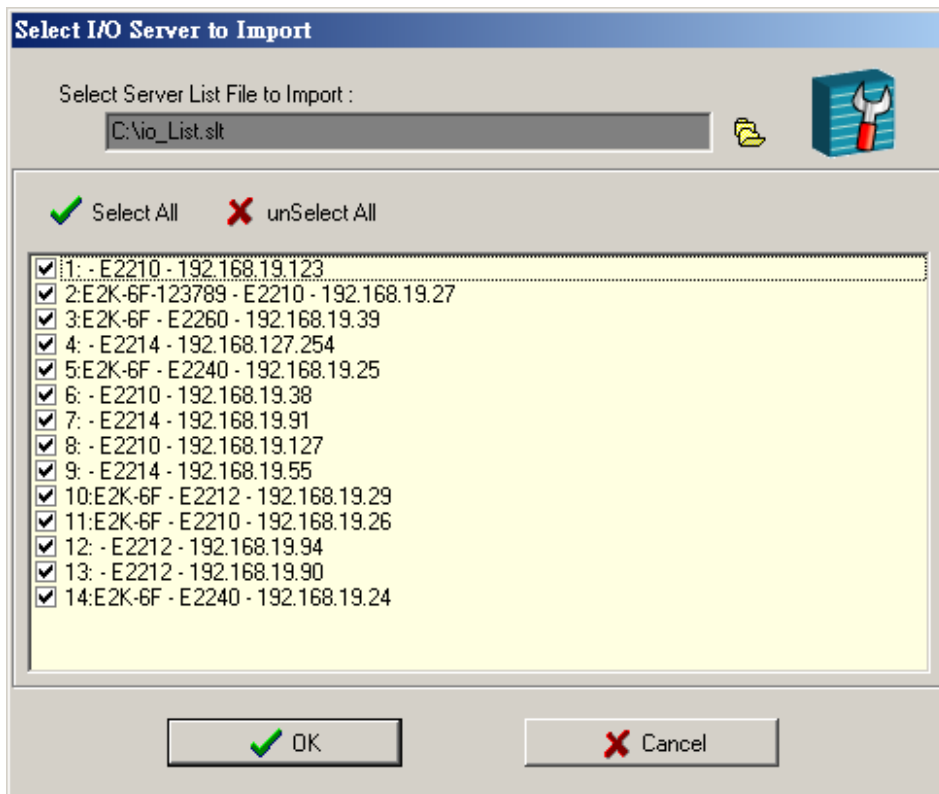 Select I/O Server to Import
Select Server List File to Import :
C:\io_List.slt
Select All unSelect All
1: - E2210 - 192.168.19.123
2:E2K-6F-123789 - E2210 - 192.168.19.27
3:E2K-6F - E2260 - 192.168.19.39
4: - E2214 - 192.168.127.254
5:E2K-6F - E2240 - 192.168.19.25
6: - E2210 - 192.168.19.38
7: - E2214 - 192.168.19.91
8: - E2210 - 192.168.19.127
9: - E2214 - 192.168.19.55
10:E2K-6F - E2212 - 192.168.19.29
11:E2K-6F - E2210 - 192.168.19.26
12: - E2212 - 192.168.19.94
13: - E2212 - 192.168.19.90
14:E2K-6F - E2240 - 192.168.19.24
OK Cancel